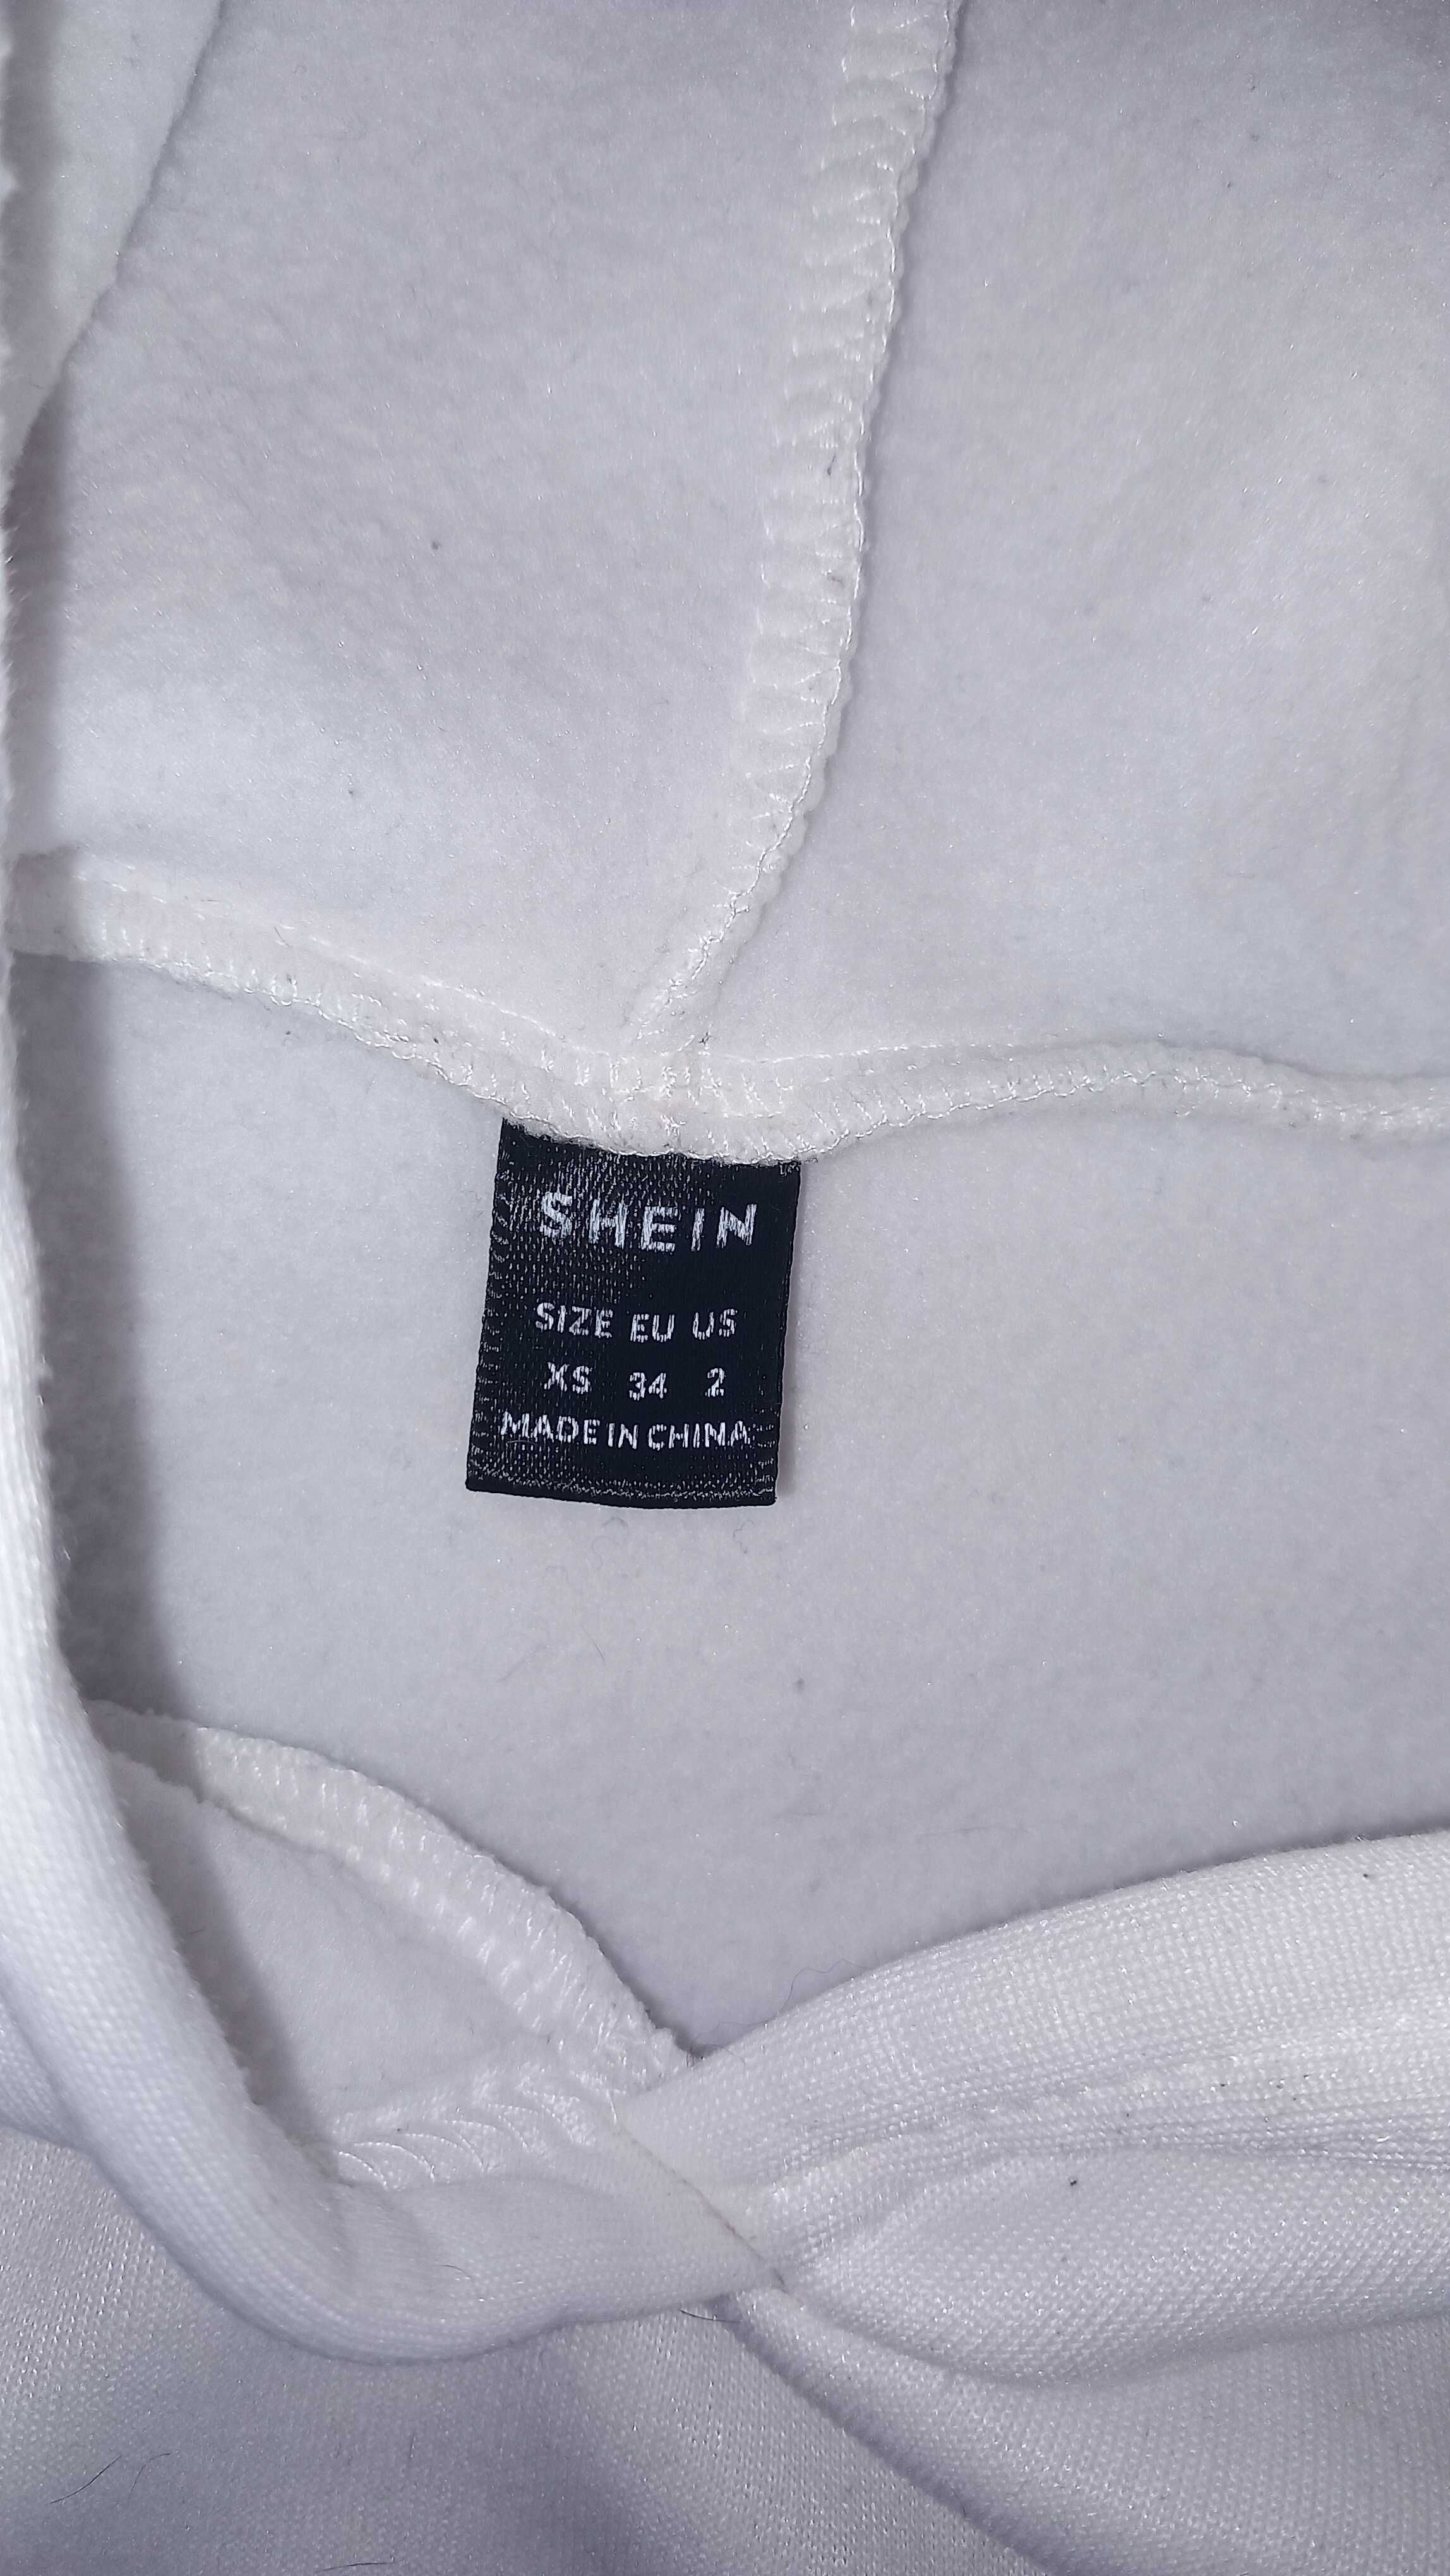 SHEIN
SIZE EU US
XS 34 2
MADE IN CHINA